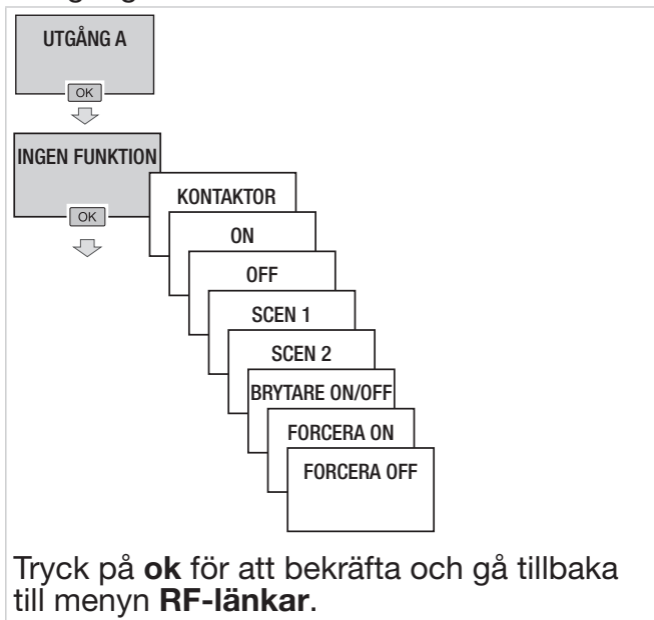 UTGÅNG A
OK
INGEN FUNKTION
OK
KONTAKTOR
ON
OFF
SCEN 1
SCEN 2
BRYTARE ON/OFF
FORCERA ON
FORCERA OFF
Tryck på ok för att bekräfta och gå tillbaka
till menyn RF-länkar.